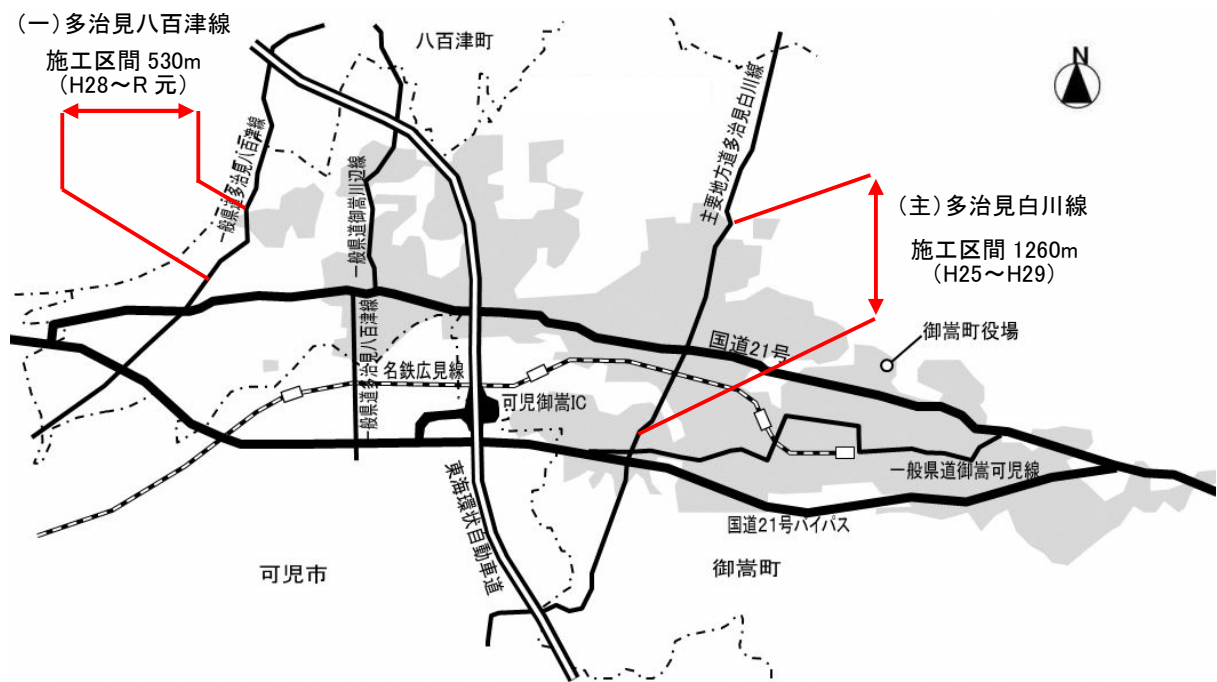 (一)多治見八百津線
施工区間 530m
(H28~R 元)
八百津町
N
一般県道多治見八百津線
一般県道御嵩川辺線
主要地方道多治見白川線
(主)多治見白川線
施工区間 1260m
(H25~H29)
国道21号
御嵩町役場
名鉄広見線
一般県道多治見八百津線
可児御嵩IC
一般県道御嵩可児線
東海環状自動車道
国道21号バイパス
可児市
御嵩町